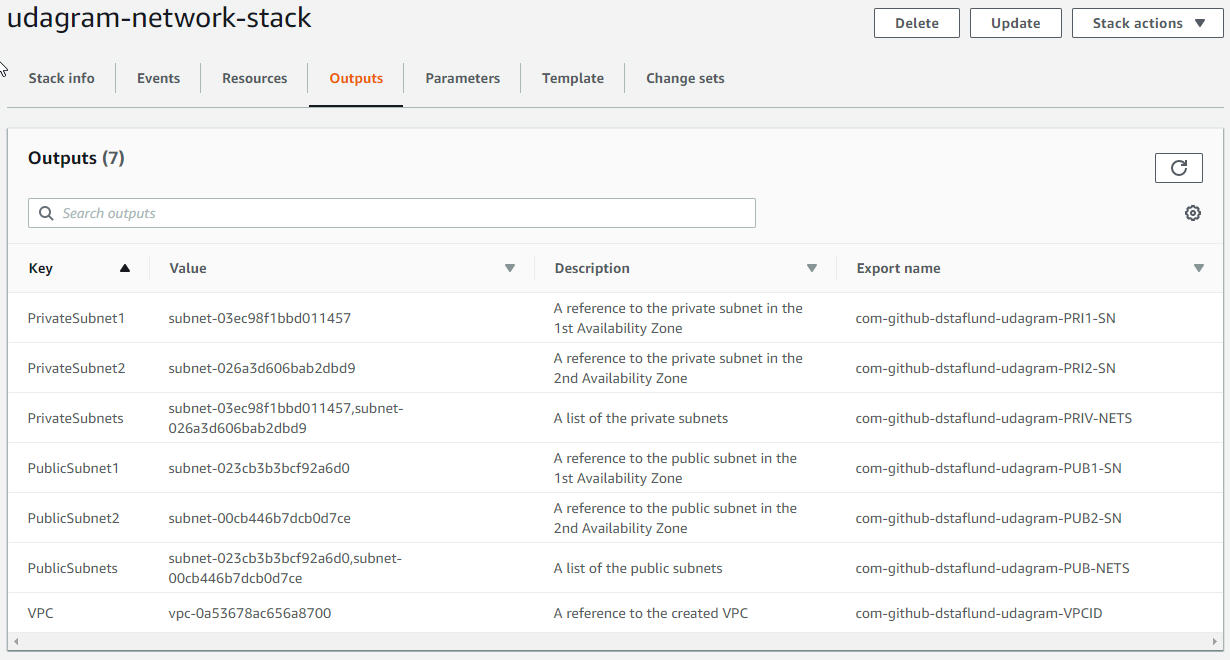 udagram-network-stack
Delete
Update
Stack actions
Stack info
Events
Resources
Outputs
Parameters
Template
Change sets
Outputs (7)
Search outputs
Key
Value
Description
Export name
PrivateSubnet1
subnet-03ec98f1bbd011457
A reference to the private subnet in the
1st Availability Zone
com-github-dstaflund-udagram-PRI1-SN
PrivateSubnet2
subnet-026a3d606bab2dbd9
A reference to the private subnet in the
2nd Availability Zone
com-github-dstaflund-udagram-PRI2-SN
PrivateSubnets
subnet-03ec98f1bbd011457,subnet-
026a3d606bab2dbd9
A list of the private subnets
com-github-dstaflund-udagram-PRIV-NETS
PublicSubnet1
subnet-023cb3b3bcf92a6d0
A reference to the public subnet in the
1st Availability Zone
com-github-dstaflund-udagram-PUB1-SN
PublicSubnet2
subnet-00cb446b7dcb0d7ce
A reference to the public subnet in the
2nd Availability Zone
com-github-dstaflund-udagram-PUB2-SN
PublicSubnets
subnet-023cb3b3bcf92a6d0,subnet-
00cb446b7dcb0d7ce
A list of the public subnets
com-github-dstaflund-udagram-PUB-NETS
VPC
vpc-0a53678ac656a8700
A reference to the created VPC
com-github-dstaflund-udagram-VPCID